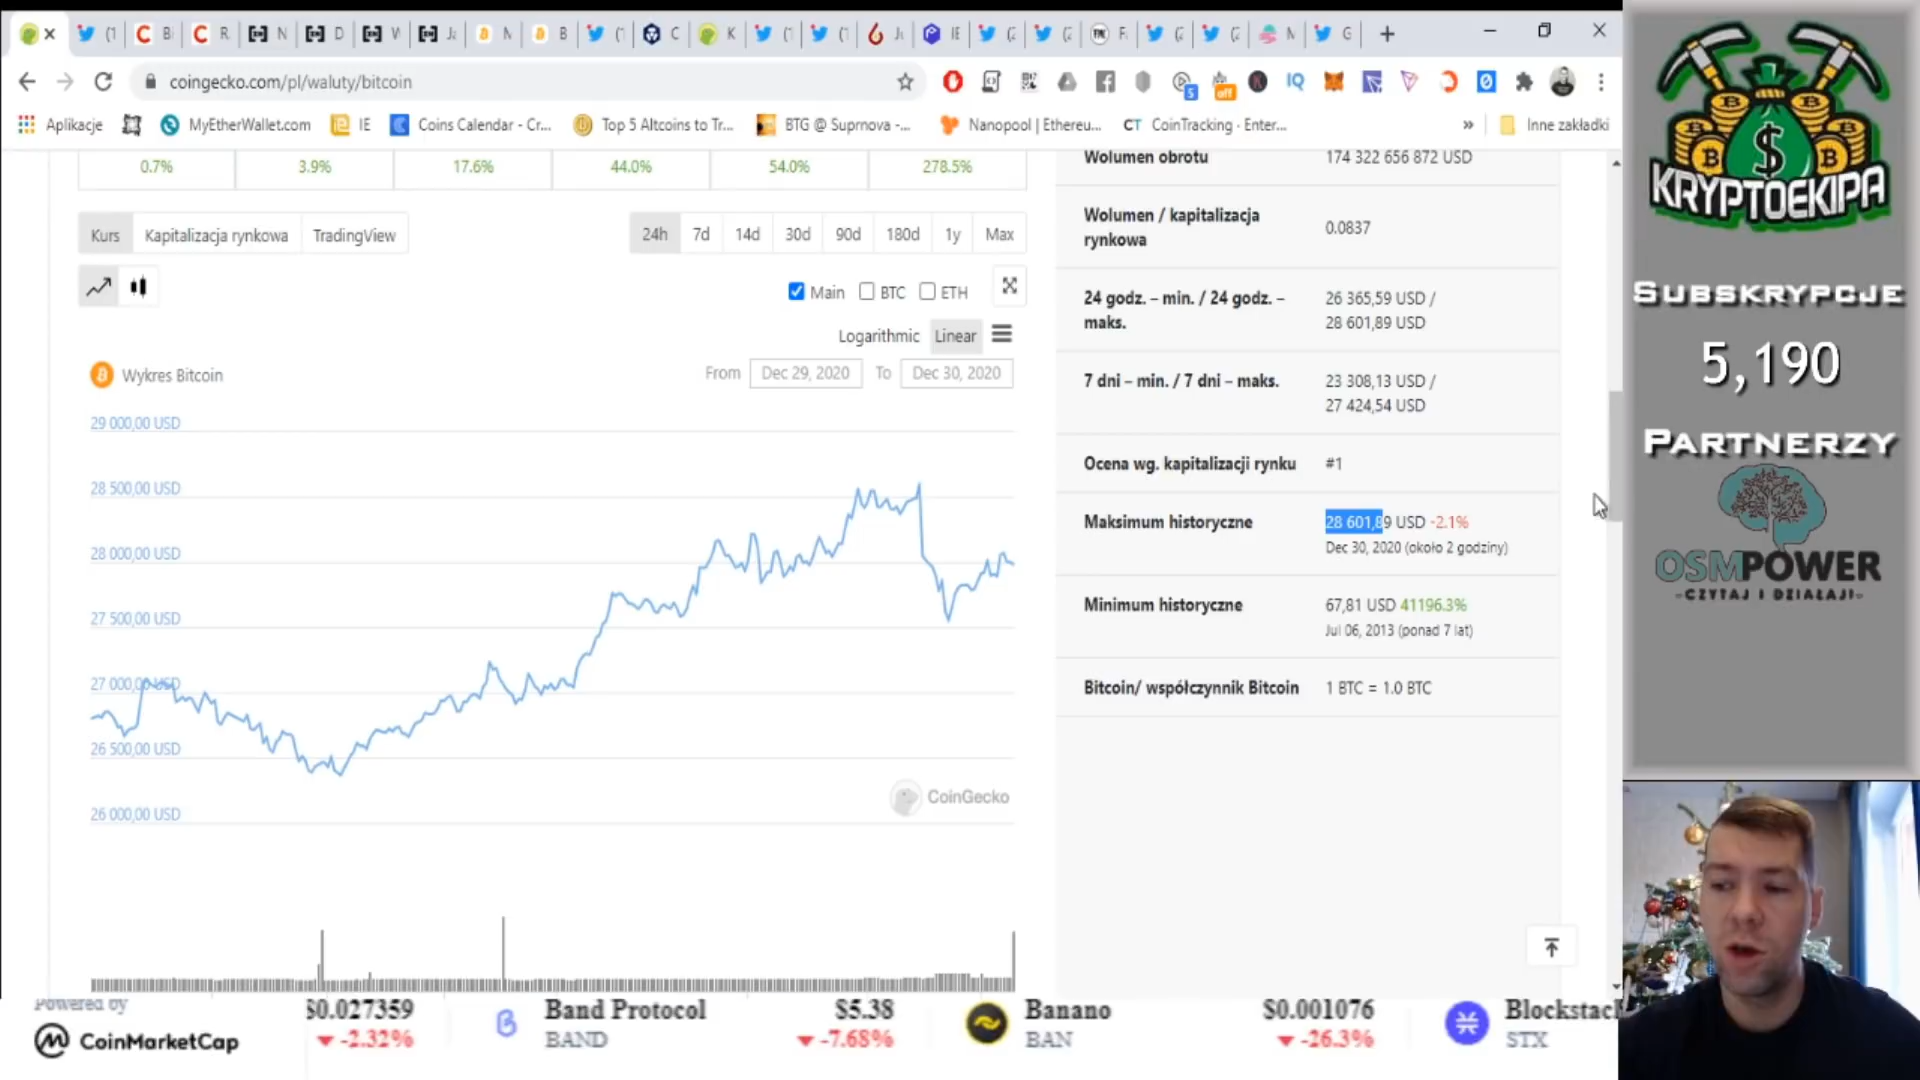 coingecko.com/pl/waluty/bitcoin
Aplikacje
MyEtherWallet.com
IE
Coins Calendar - Cr...
Top 5 Altcoins to Tr...
BTG @ Suprnova -...
Nanopool | Ethereu...
CoinTracking · Enter...
Inne zakładki
0.7% 3.9% 17.6% 44.0% 54.0% 278.5%
Kurs Kapitalizacja rynkowa TradingView
24h 7d 14d 30d 90d 180d 1y Max
Main BTC ETH
Logarithmic Linear
Wykres Bitcoin
From Dec 29, 2020 To Dec 30, 2020
29 000,00 USD
28 500,00 USD
28 000,00 USD
27 500,00 USD
27 000,00 USD
26 500,00 USD
26 000,00 USD
CoinGecko
Wolumen obrotu 174 322 656 872 USD
Wolumen / kapitalizacja
rynkowa
0.0837
24 godz. – min. / 24 godz. –
maks.
26 365,59 USD /
28 601,89 USD
7 dni – min. / 7 dni – maks.
23 308,13 USD /
27 424,54 USD
Ocena wg. kapitalizacji rynku #1
Maksimum historyczne
28 601,89 USD -2.1%
Dec 30, 2020 (około 2 godziny)
Minimum historyczne
67,81 USD 41196.3%
Jul 06, 2013 (ponad 7 lat)
Bitcoin/ współczynnik Bitcoin 1 BTC = 1.0 BTC
KRYPTOEKIPA
SUBSKRYPCJE
5,190
PARTNERZY
OSMPOWER
-CZYTAJ I DZIAŁAJ!-
Powered by
CoinMarketCap
$0.027359
-2.32%
Band Protocol
BAND
$5.38
-7.68%
Banano
BAN
$0.001076
-26.3%
Blockstac
STX